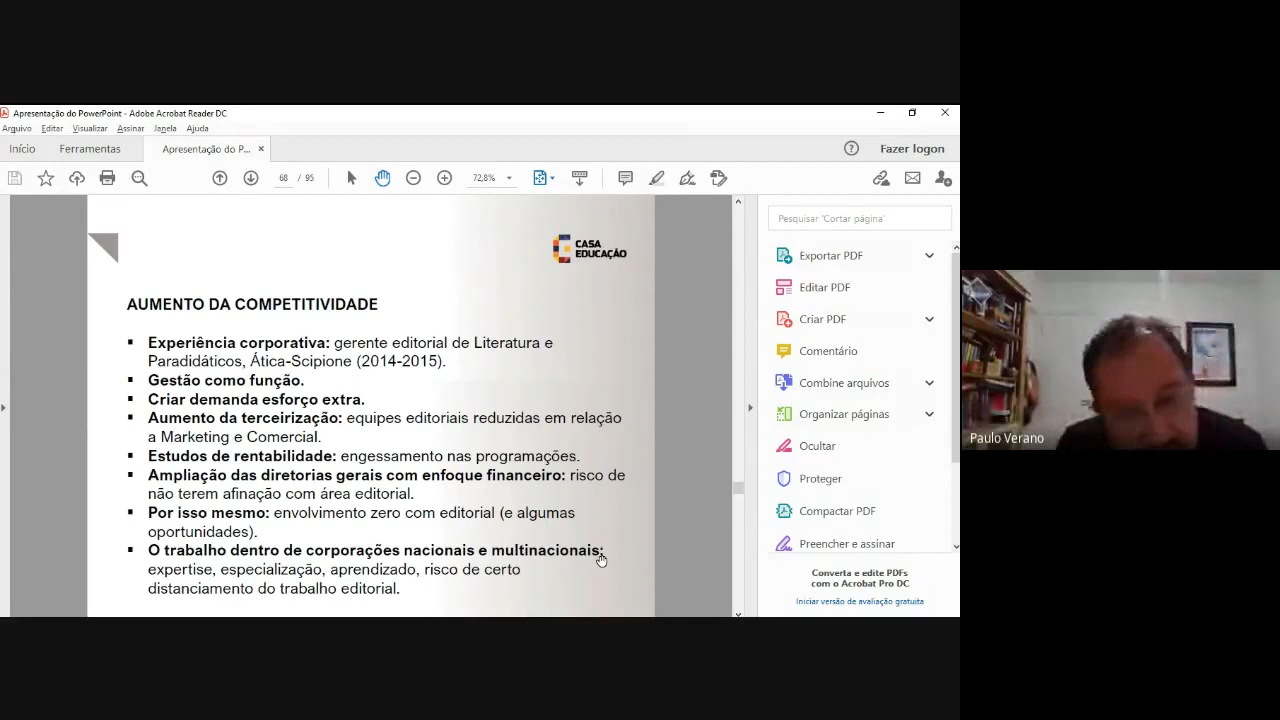 Apresentação do PowerPoint - Adobe Acrobat Reader DC
Arquivo Editar Visualizar Assinar Janela Ajuda
Início Ferramentas Apresentação do P... × Fazer logon
68 / 95 72,8%
CASA
EDUCAÇÃO
AUMENTO DA COMPETITIVIDADE
▪ Experiência corporativa: gerente editorial de Literatura e
Paradidáticos, Ática-Scipione (2014-2015).
▪ Gestão como função.
▪ Criar demanda esforço extra.
▪ Aumento da terceirização: equipes editoriais reduzidas em relação
a Marketing e Comercial.
▪ Estudos de rentabilidade: engessamento nas programações.
▪ Ampliação das diretorias gerais com enfoque financeiro: risco de
não terem afinação com área editorial.
▪ Por isso mesmo: envolvimento zero com editorial (e algumas
oportunidades).
▪ O trabalho dentro de corporações nacionais e multinacionais:
expertise, especialização, aprendizado, risco de certo
distanciamento do trabalho editorial.
Pesquisar 'Cortar página'
Exportar PDF
Editar PDF
Criar PDF
Comentário
Combine arquivos
Organizar páginas
Ocultar
Proteger
Compactar PDF
Preencher e assinar
Converta e edite PDFs
com o Acrobat Pro DC
Iniciar versão de avaliação gratuita
Paulo Verano